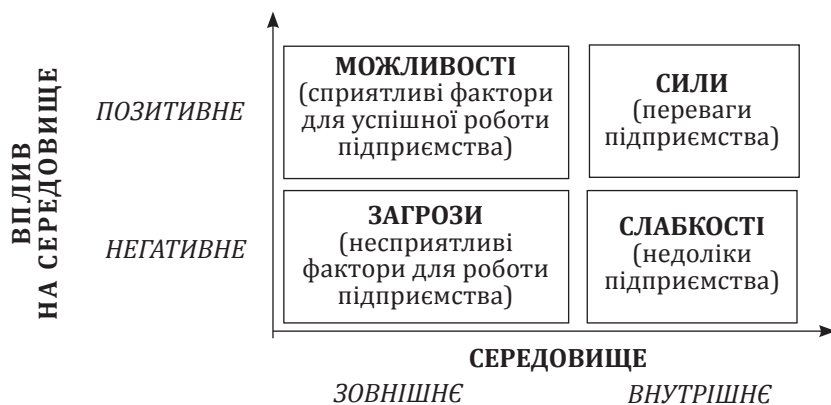 ВПЛИВ
НА СЕРЕДОВИЩЕ
ПОЗИТИВНЕ
НЕГАТИВНЕ
МОЖЛИВОСТІ
(сприятливі фактори
для успішної роботи
підприємства)
СИЛИ
(переваги
підприємства)
ЗАГРОЗИ
(несприятливі
фактори для роботи
підприємства)
СЛАБКОСТІ
(недоліки
підприємства)
СЕРЕДОВИЩЕ
ЗОВНІШНЄ
ВНУТРІШНЄ